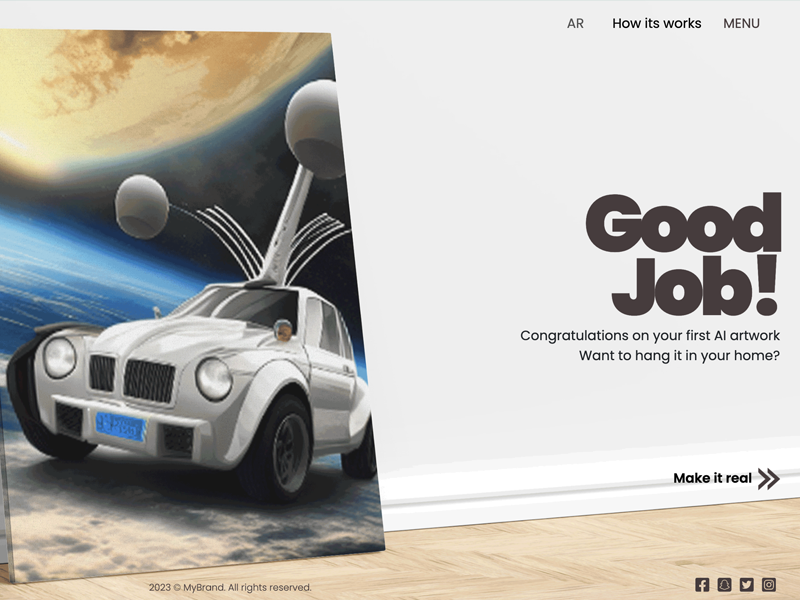 AR How its works MENU
Good
Job!
Congratulations on your first AI artwork
Want to hang it in your home?
Make it real
2023 © MyBrand. All rights reserved.